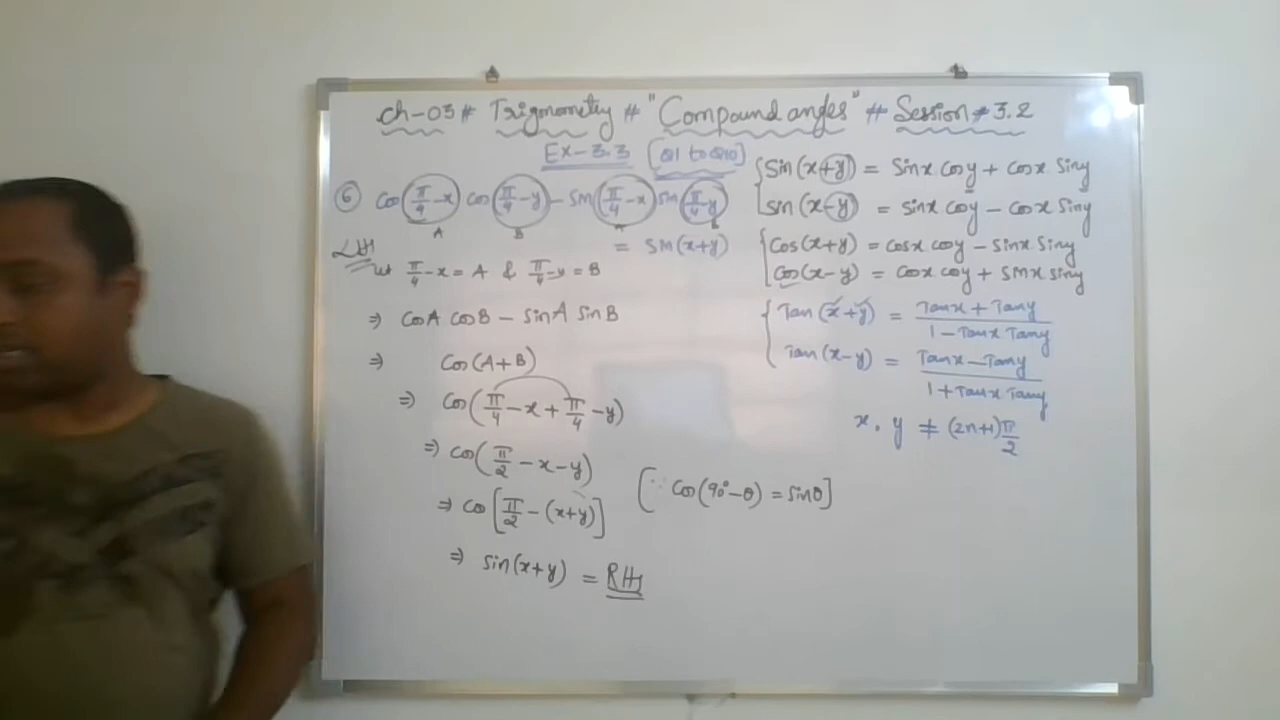 ch-03 # Trigonometry # "Compound angles" # Session # 3.2
Ex-3.3 [Q1 to Q10]
⑥ cos(π/4-x) cos(π/4-y) - sin(π/4-x) sin(π/4-y)
A B A B
= sin(x+y)
LHS
let π/4-x = A & π/4-y = B
⇒ cosA cosB - sinA sinB
⇒ cos(A+B)
⇒ cos(π/4-x+π/4-y)
⇒ cos(π/2-x-y)
⇒ cos[π/2-(x+y)] [∵ cos(90°-θ) = sinθ]
⇒ sin(x+y) = RHS
Sin(x+y) = Sinx cosy + cosx siny
sin(x-y) = sinx cosy - cosx siny
Cos(x+y) = cosx cosy - sinx siny
Cos(x-y) = cosx cosy + sinx siny
Tan(x+y) = Tanx + Tany / 1 - Tanx Tany
Tan(x-y) = Tanx - Tany / 1 + Tanx Tany
x, y ≠ (2n+1)π/2